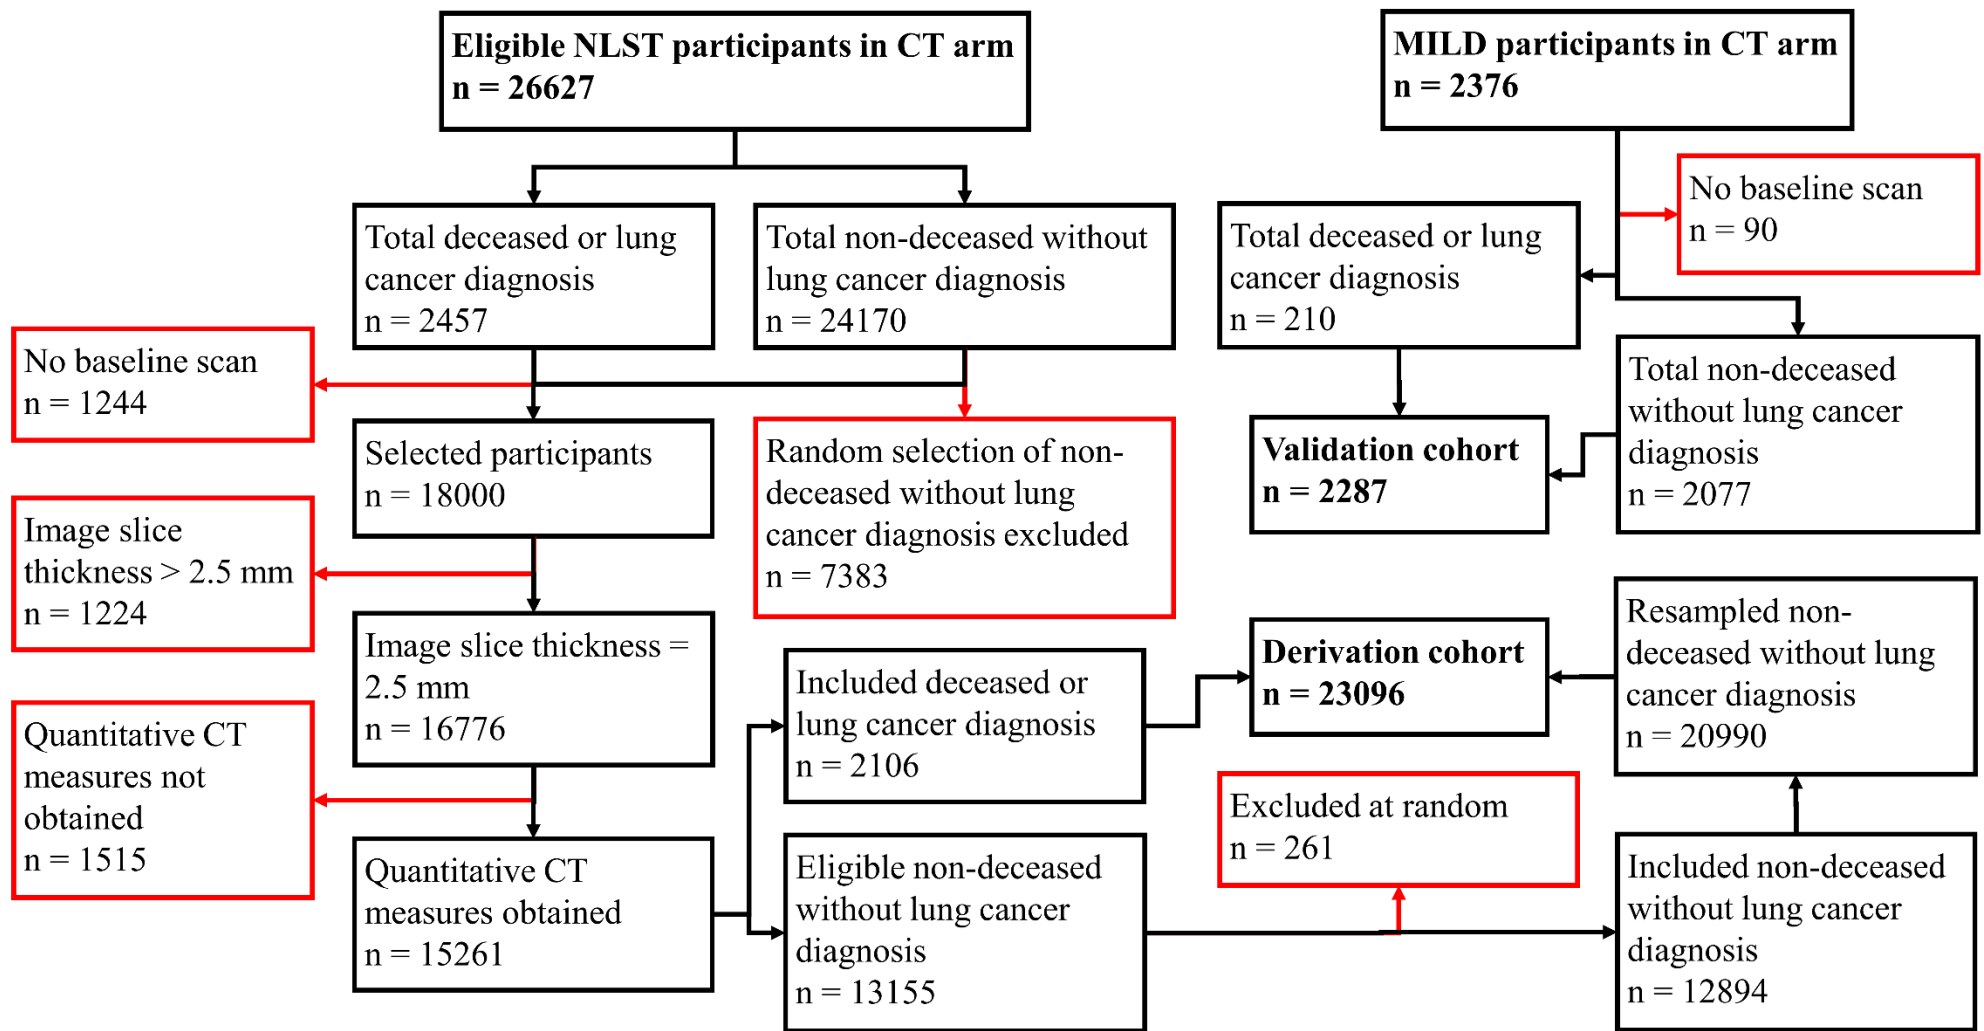 Eligible NLST participants in CT arm
n = 26627
MILD participants in CT arm
n = 2376
No baseline scan
n = 90
Total deceased or lung
cancer diagnosis
n = 2457
Total non-deceased without
lung cancer diagnosis
n = 24170
Total deceased or lung
cancer diagnosis
n = 210
No baseline scan
n = 1244
Total non-deceased
without lung cancer
diagnosis
n = 2077
Selected participants
n = 18000
Random selection of non-
deceased without lung
cancer diagnosis excluded
n = 7383
Validation cohort
n = 2287
Image slice
thickness > 2.5 mm
n = 1224
Image slice thickness =
2.5 mm
n = 16776
Resampled non-
deceased without lung
cancer diagnosis
n = 20990
Derivation cohort
n = 23096
Included deceased or
lung cancer diagnosis
n = 2106
Quantitative CT
measures not
obtained
n = 1515
Excluded at random
n = 261
Quantitative CT
measures obtained
n = 15261
Eligible non-deceased
without lung cancer
diagnosis
n = 13155
Included non-deceased
without lung cancer
diagnosis
n = 12894